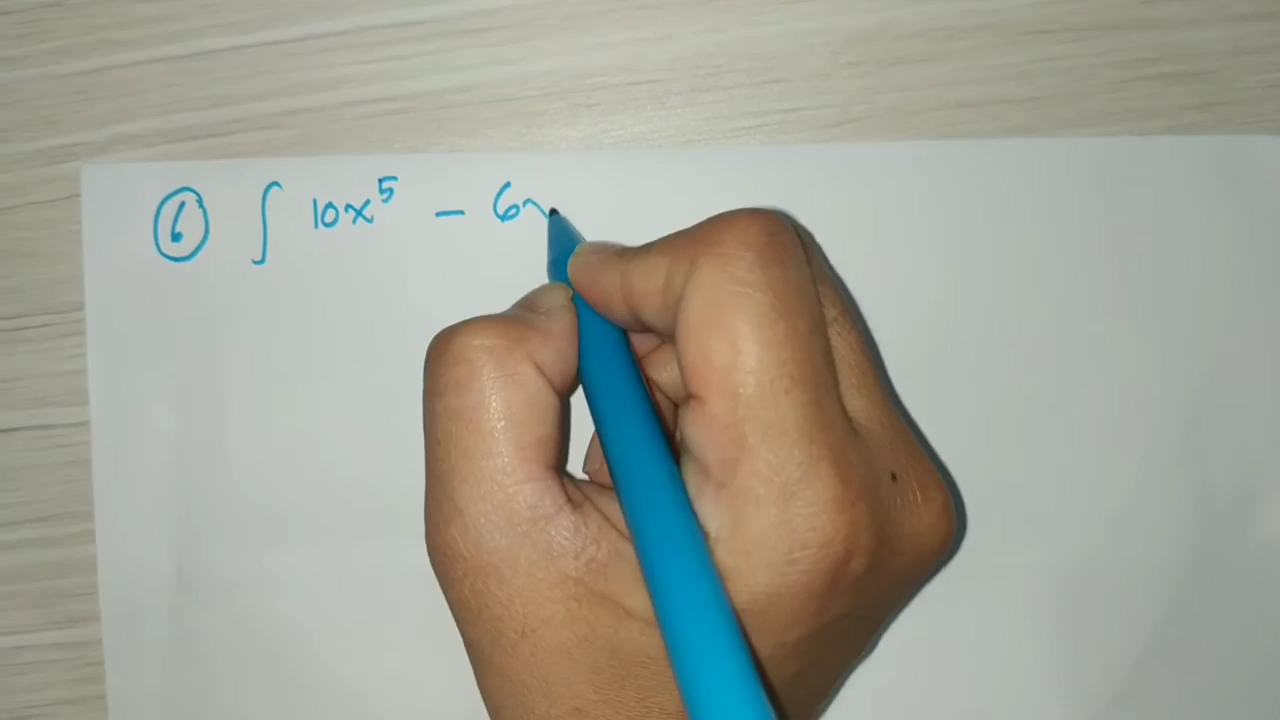 ⑥ ∫ 10x⁵ - 6